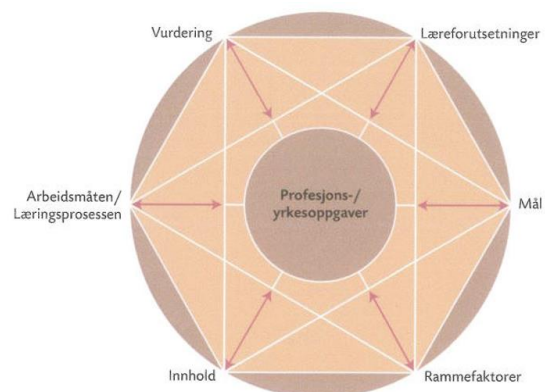 Vurdering
Læreforutsetninger
Arbeidsmåten/
Læringsprosessen
Profesjons-/
yrkesoppgaver
Mål
Innhold
Rammefaktorer